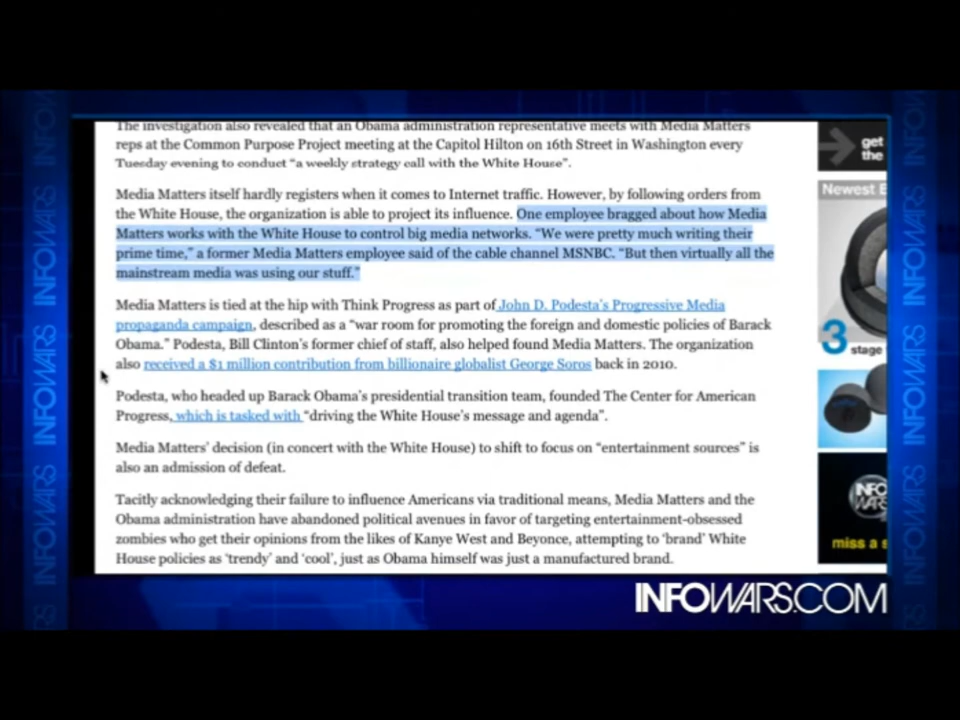 The investigation also revealed that an Obama administration representative meets with Media Matters
reps at the Common Purpose Project meeting at the Capitol Hilton on 16th Street in Washington every
Tuesday evening to conduct “a weekly strategy call with the White House”.
Media Matters itself hardly registers when it comes to Internet traffic. However, by following orders from
the White House, the organization is able to project its influence. One employee bragged about how Media
Matters works with the White House to control big media networks. “We were pretty much writing their
prime time,” a former Media Matters employee said of the cable channel MSNBC. “But then virtually all the
mainstream media was using our stuff.”
Media Matters is tied at the hip with Think Progress as part of John D. Podesta’s Progressive Media
propaganda campaign, described as a “war room for promoting the foreign and domestic policies of Barack
Obama.” Podesta, Bill Clinton’s former chief of staff, also helped found Media Matters. The organization
also received a $1 million contribution from billionaire globalist George Soros back in 2010.
Podesta, who headed up Barack Obama’s presidential transition team, founded The Center for American
Progress, which is tasked with “driving the White House’s message and agenda”.
Media Matters’ decision (in concert with the White House) to shift to focus on “entertainment sources” is
also an admission of defeat.
Tacitly acknowledging their failure to influence Americans via traditional means, Media Matters and the
Obama administration have abandoned political avenues in favor of targeting entertainment-obsessed
zombies who get their opinions from the likes of Kanye West and Beyonce, attempting to ‘brand’ White
House policies as ‘trendy’ and ‘cool’, just as Obama himself was just a manufactured brand.
get
the
Newest
3 stage
INFO
WARS
miss a
INFOWARS.COM
INFOWARS
INFOWARS
INFOWARS
INFOWARS